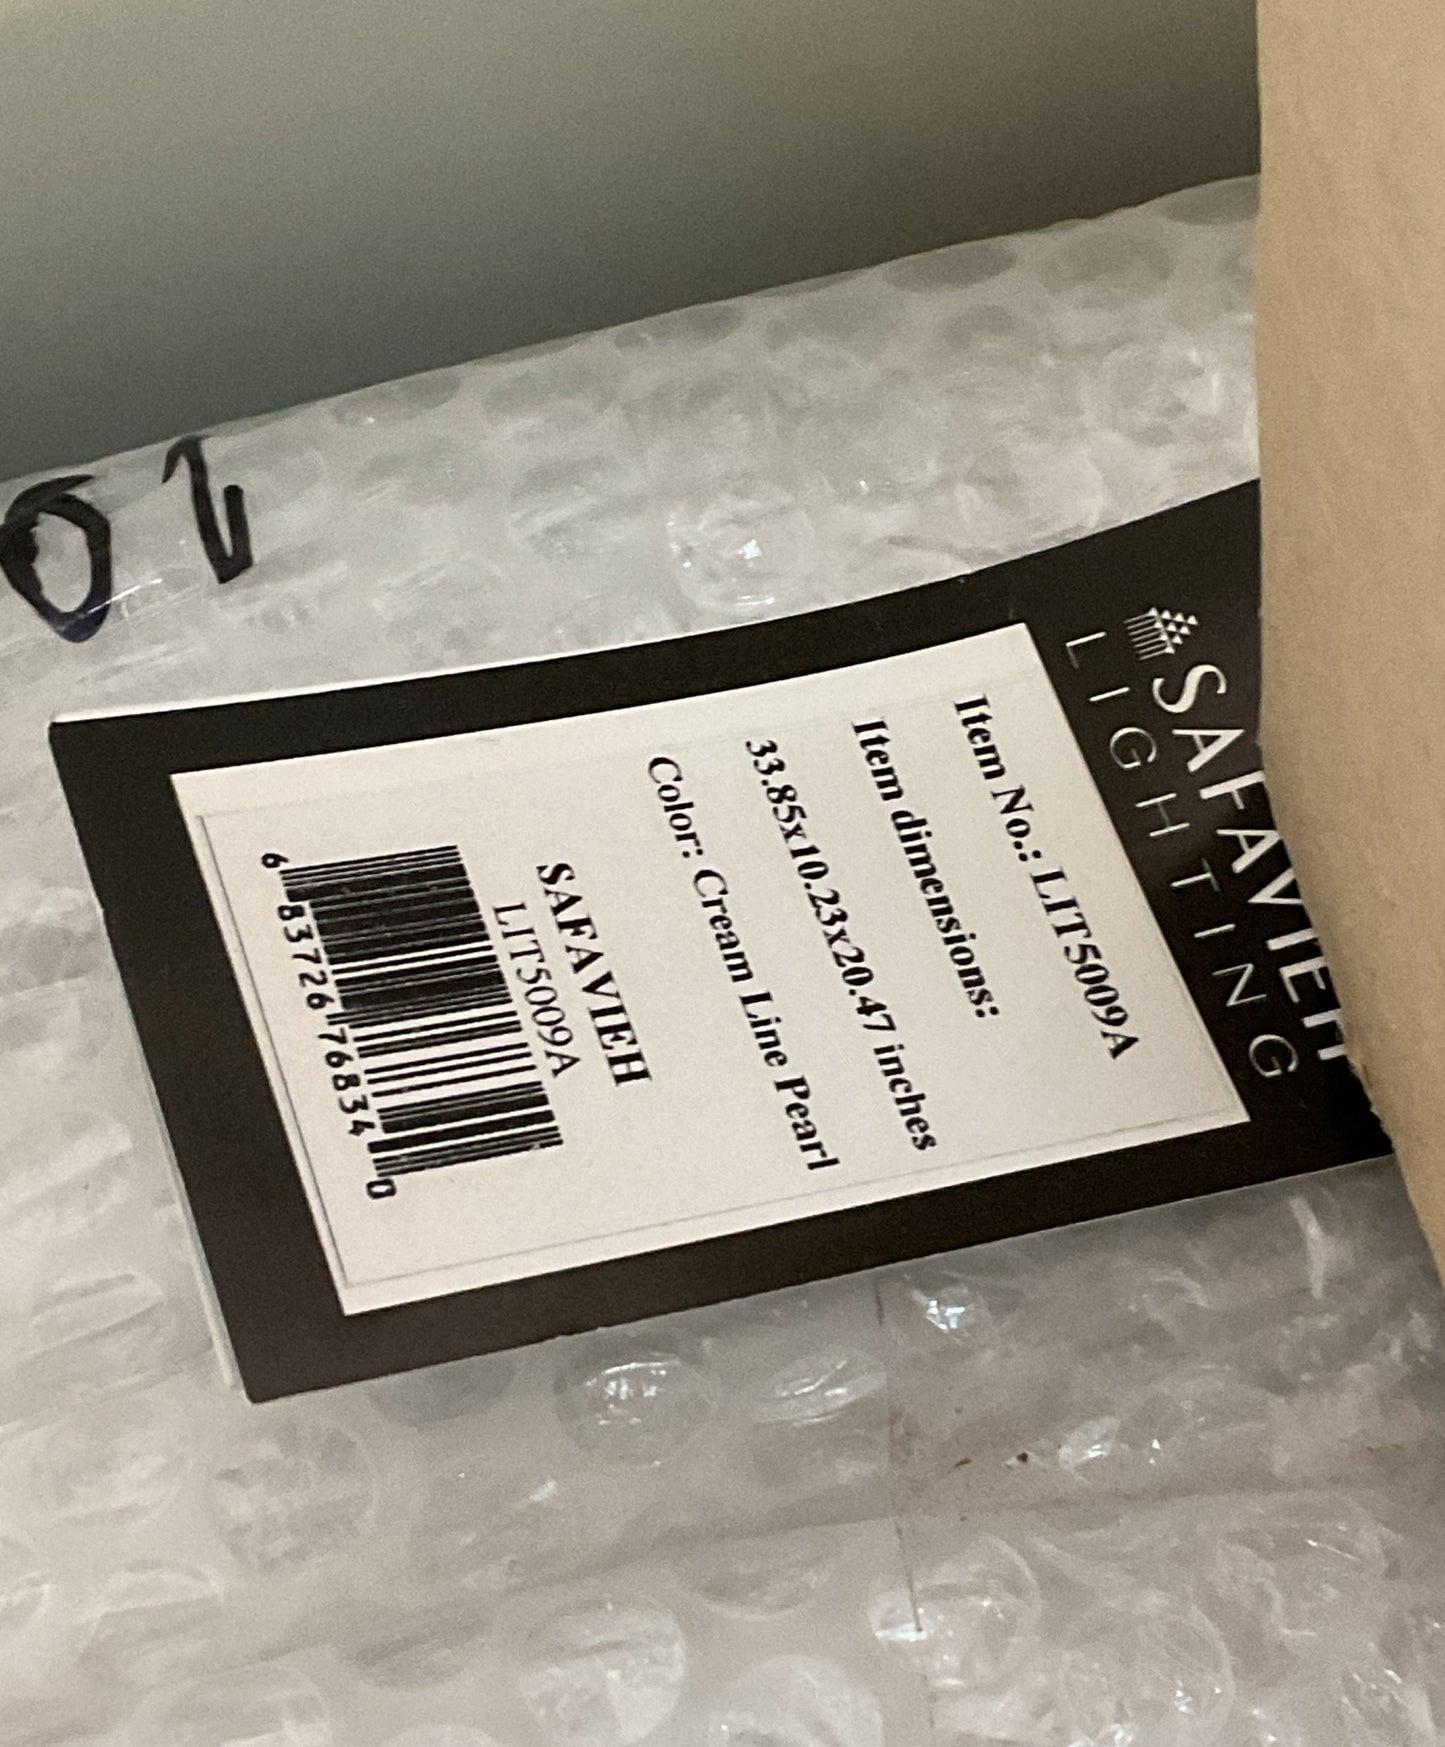 SAFAVIEH
LIGHTING
Item No.: LIT5009A
Item dimensions:
33.85x10.23x20.47 inches
Color: Cream Line Pearl
SAFAVIEH
LIT5009A
6 83726 76834 0